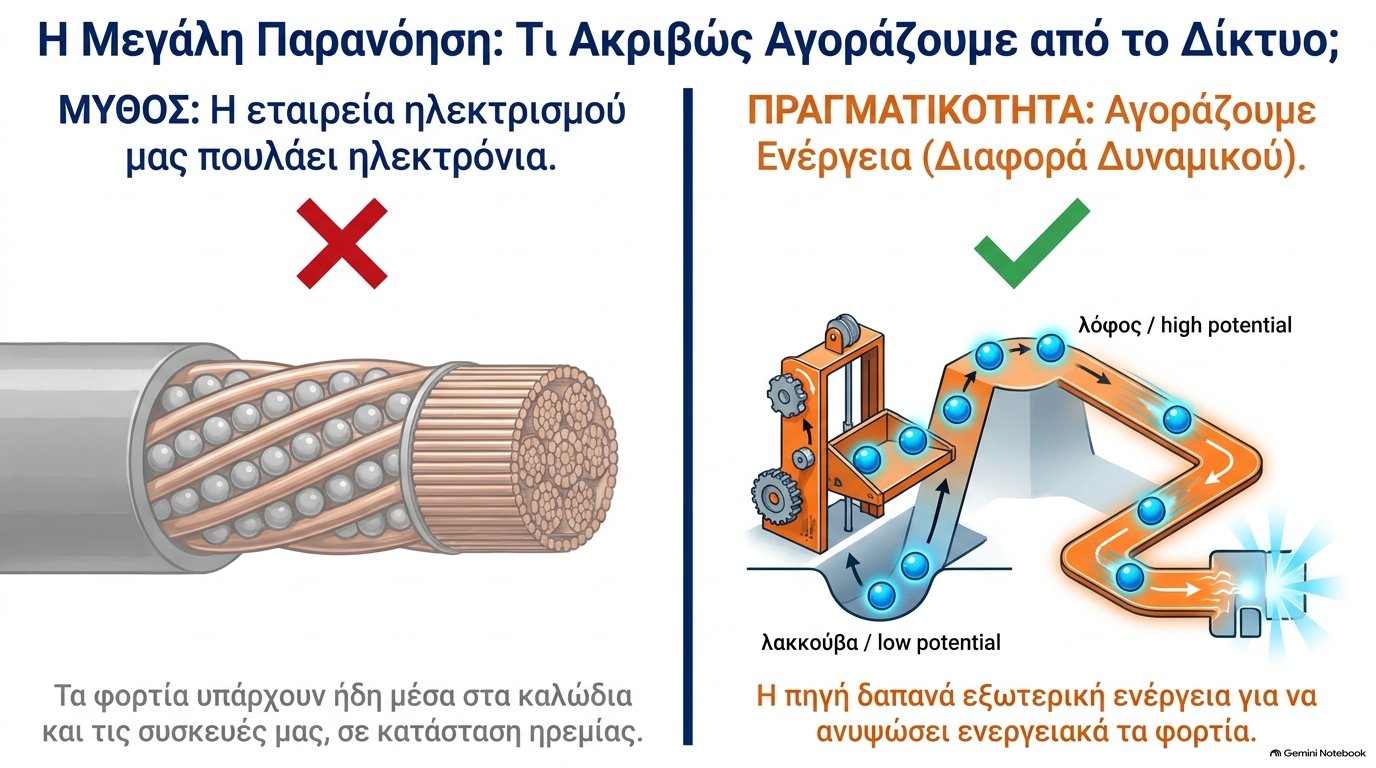 Η Μεγάλη Παρανόηση: Τι Ακριβώς Αγοράζουμε από το Δίκτυο;
ΜΥΘΟΣ: Η εταιρεία ηλεκτρισμού
μας πουλάει ηλεκτρόνια.
Τα φορτία υπάρχουν ήδη μέσα στα καλώδια
και τις συσκευές μας, σε κατάσταση ηρεμίας.
ΠΡΑΓΜΑΤΙΚΟΤΗΤΑ: Αγοράζουμε
Ενέργεια (Διαφορά Δυναμικού).
λόφος / high potential
λακκούβα / low potential
Η πηγή δαπανά εξωτερική ενέργεια για να
ανυψώσει ενεργειακά τα φορτία.
Gemini Notebook